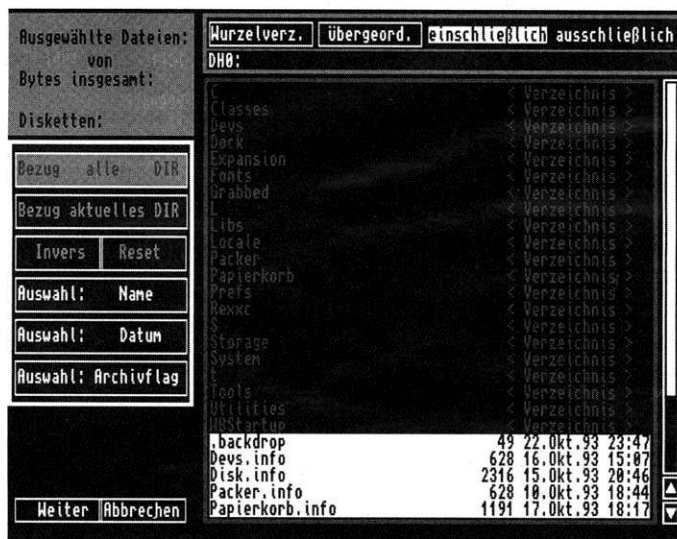 Ausgewählte Dateien:
von
Bytes insgesamt:
Disketten:
Bezug alle DIR
Bezug aktuelles DIR
Invers Reset
Auswahl: Name
Auswahl: Datum
Auswahl: Archivflag
Weiter Abbrechen
Wurzelverz. Übergeord. einschließlich ausschließlich
DH0:
C < Verzeichnis >
Classes < Verzeichnis >
Devs < Verzeichnis >
Dock < Verzeichnis >
Expansion < Verzeichnis >
Fonts < Verzeichnis >
Grabbed < Verzeichnis >
L < Verzeichnis >
Libs < Verzeichnis >
Locale < Verzeichnis >
Packer < Verzeichnis >
Papierkorb < Verzeichnis >
Prefs < Verzeichnis >
Rexxc < Verzeichnis >
S < Verzeichnis >
Storage < Verzeichnis >
System < Verzeichnis >
t < Verzeichnis >
Tools < Verzeichnis >
Utilities < Verzeichnis >
WBStartup < Verzeichnis >
.backdrop 49 22.Okt.93 23:47
Devs.info 628 16.Okt.93 15:07
Disk.info 2316 15.Okt.93 20:46
Packer.info 628 10.Okt.93 18:44
Papierkorb.info 1191 17.Okt.93 18:17